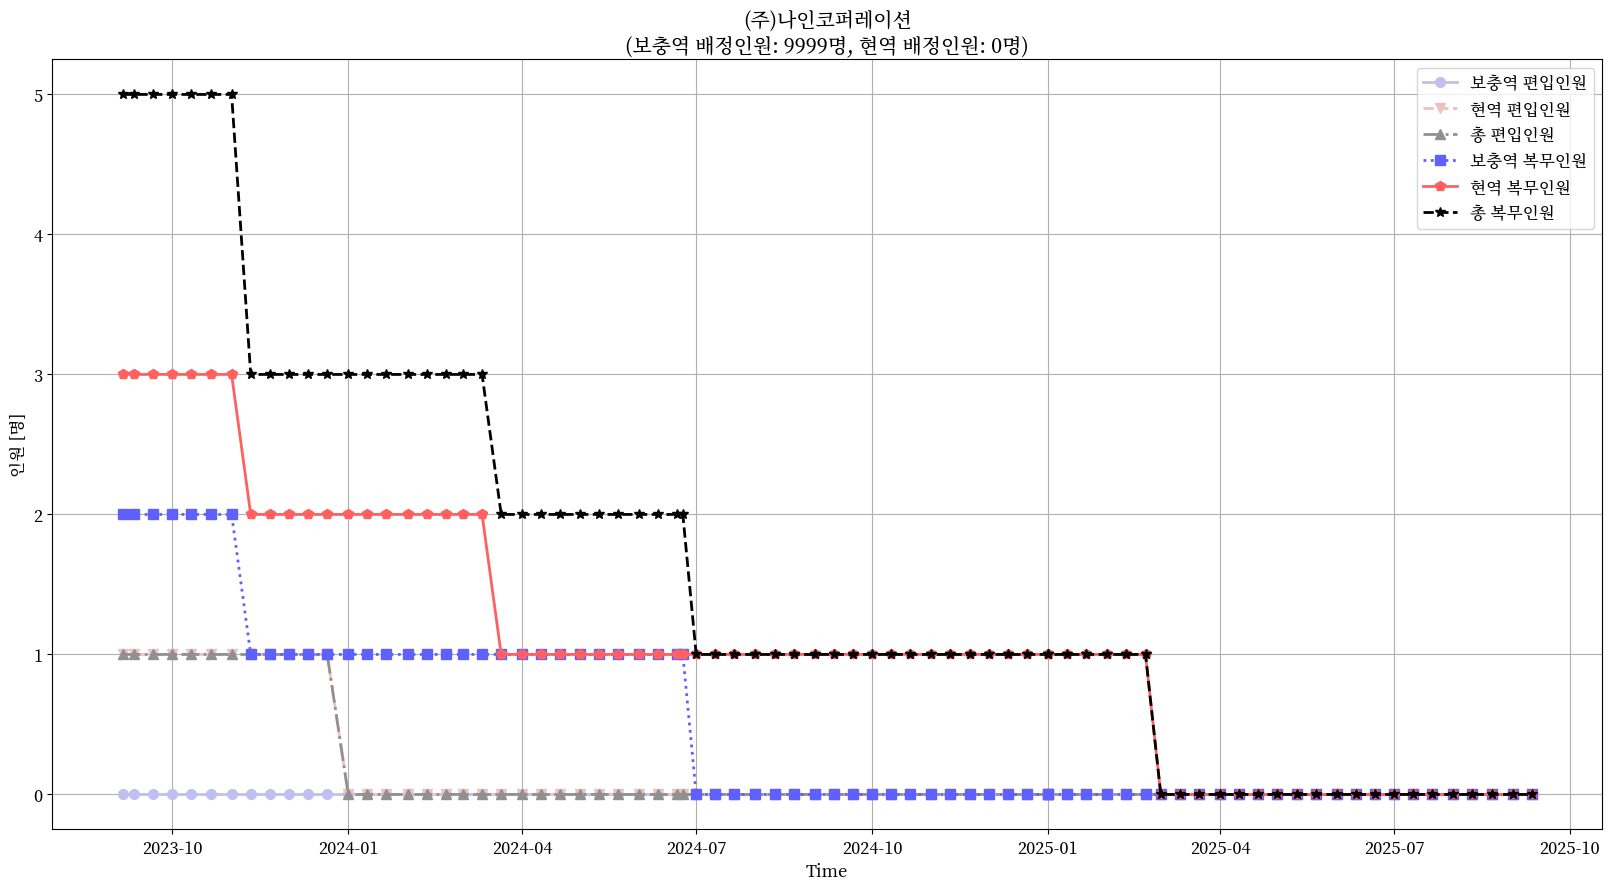 (주)나인코퍼레이션
(보충역 배정인원: 9999명, 현역 배정인원: 0명)
보충역 편입인원
현역 편입인원
총 편입인원
보충역 복무인원
현역 복무인원
총 복무인원
인원 [명]
5
4
3
2
1
0
2023-10
2024-01
2024-04
2024-07
2024-10
2025-01
2025-04
2025-07
2025-10
Time